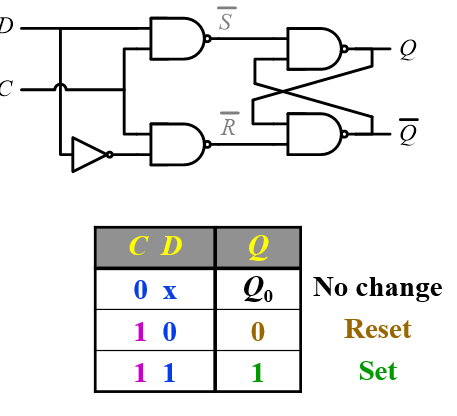 D
S̅
Q
C
R̅
Q̅
C D Q
0 x Q₀ No change
1 0 0 Reset
1 1 1 Set